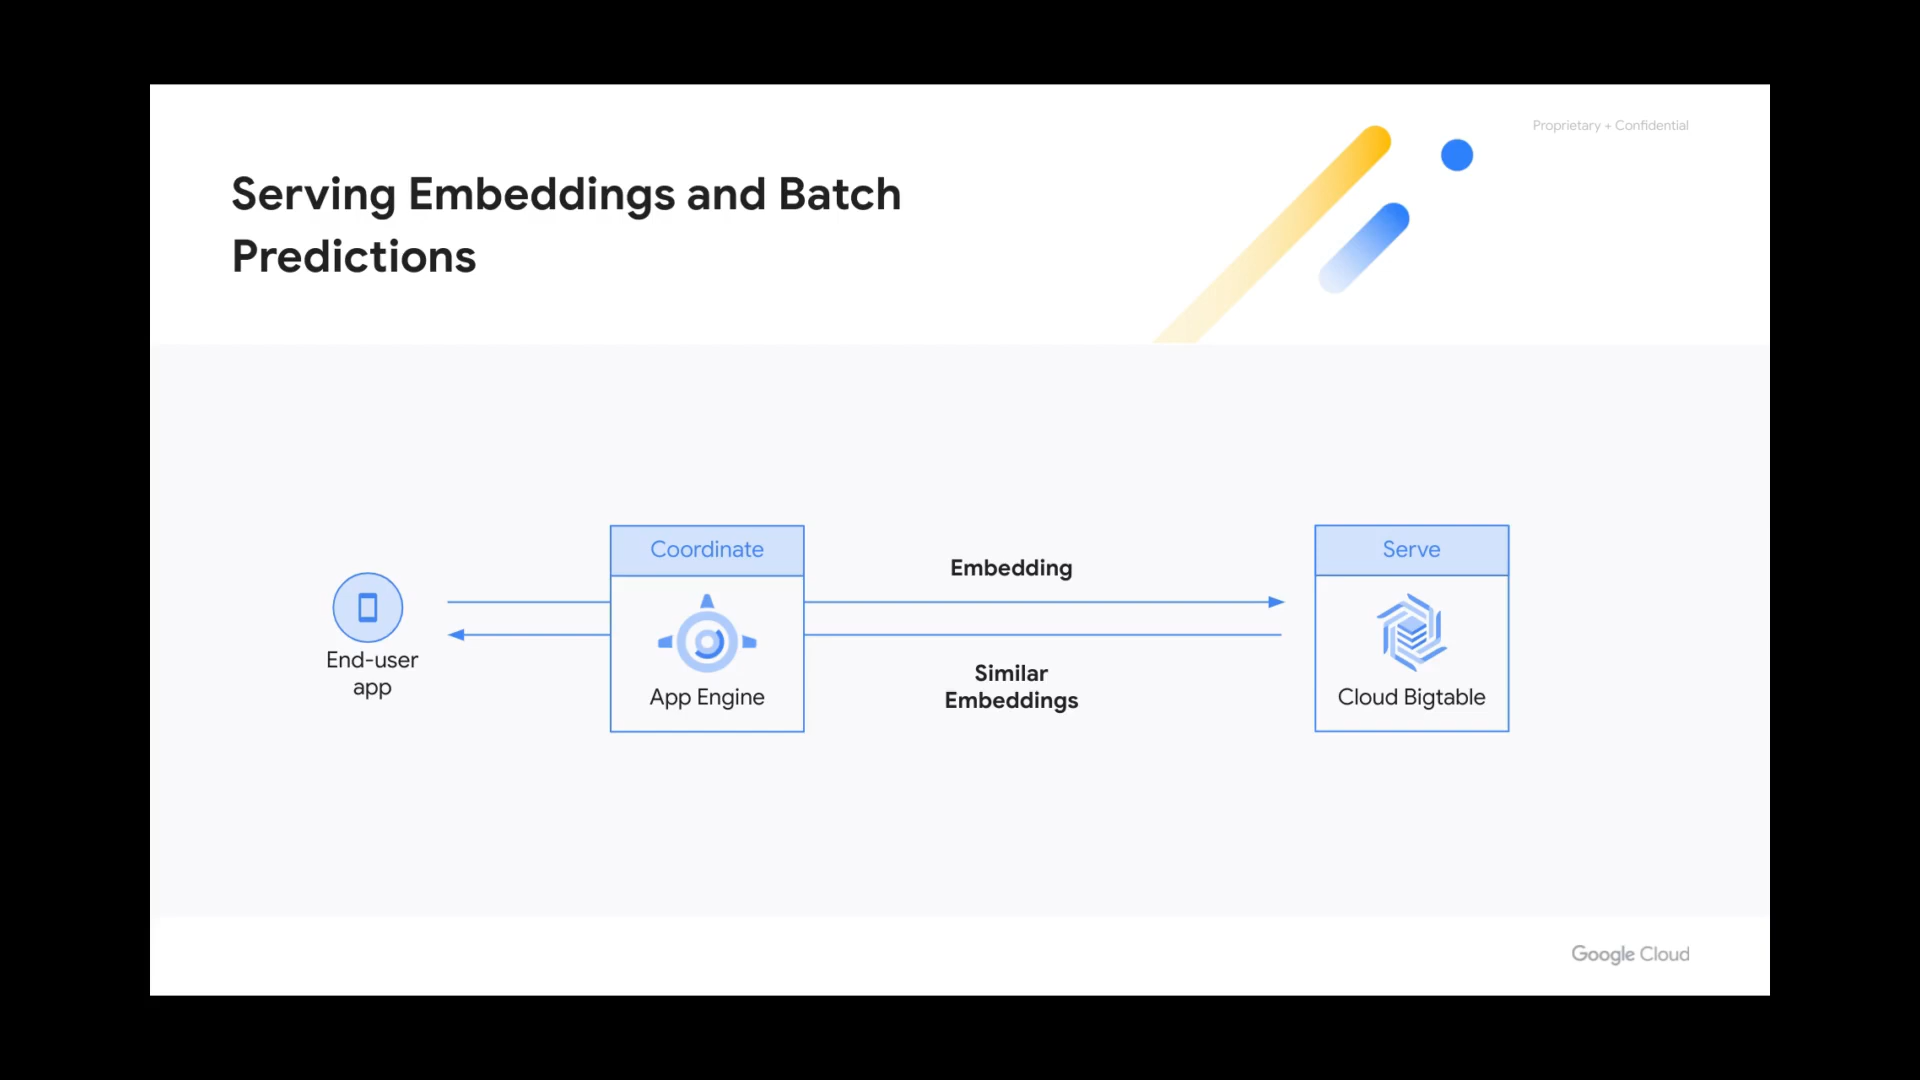 Proprietary + Confidential
Serving Embeddings and Batch
Predictions
End-user
app
Coordinate
App Engine
Embedding
Similar
Embeddings
Serve
Cloud Bigtable
Google Cloud